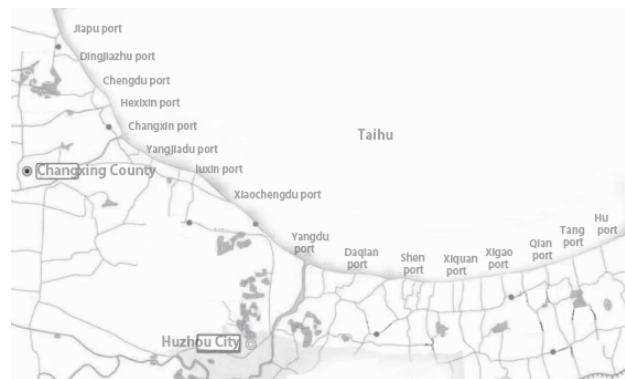 Jiapu port
Dingjiazhu port
Chengdu port
Hexixin port
Changxin port
Taihu
Yangjiadu port
Changxing County
luxin port
Xiaochengdu port
Hu
port
Tang
port
Yangdu
port
Qian
port
Daqian
port
Shen
port
Xiquan
port
Xigao
port
Huzhou City